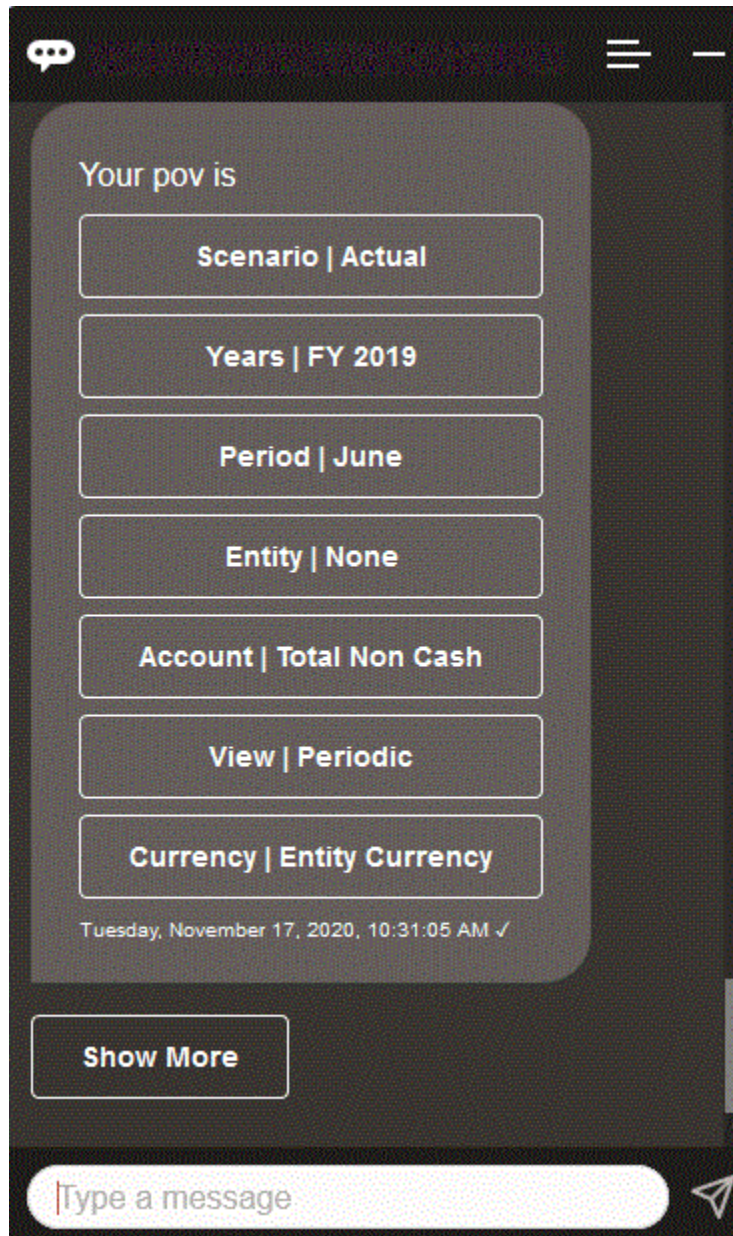 Your pov is
Scenario | Actual
Years | FY 2019
Period | June
Entity | None
Account | Total Non Cash
View | Periodic
Currency | Entity Currency
Tuesday, November 17, 2020, 10:31:05 AM ✓
Show More
Type a message